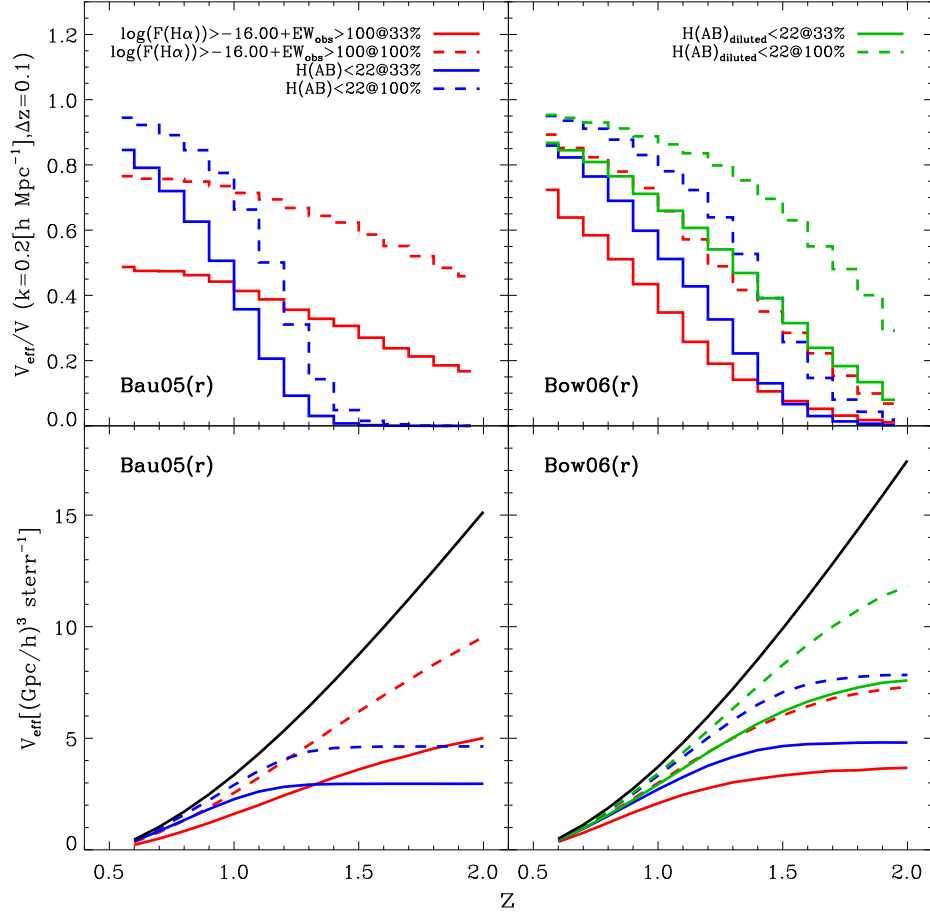 log(F(Hα))>−16.00+EW_obs>100@33%
log(F(Hα))>−16.00+EW_obs>100@100%
H(AB)<22@33%
H(AB)<22@100%
H(AB)_diluted<22@33%
H(AB)_diluted<22@100%
V_eff/V (k=0.2[h Mpc⁻¹],Δz=0.1)
1.2
1.0
0.8
0.6
0.4
0.2
0.0
Bau05(r)
Bow06(r)
V_eff[(Gpc/h)³ sterr⁻¹]
Bau05(r)
Bow06(r)
15
10
5
0
0.5 1.0 1.5 2.0
0.5 1.0 1.5 2.0
Z